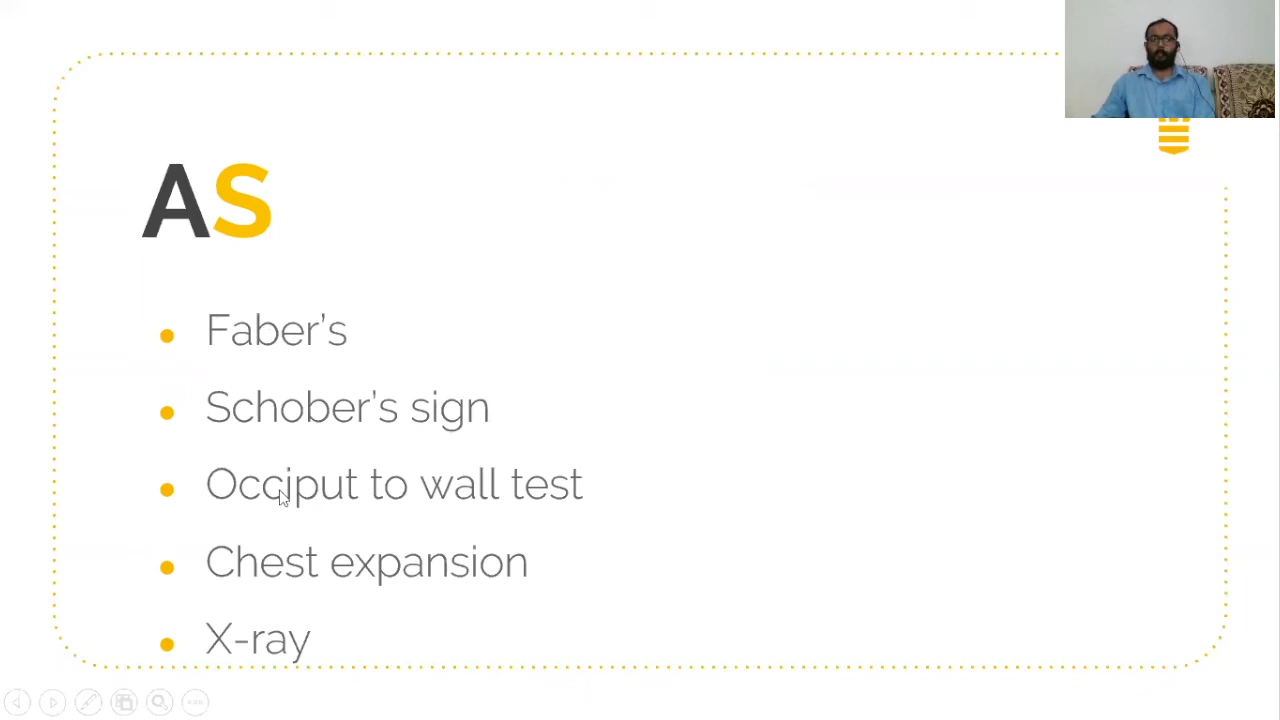 AS
Faber's
Schober's sign
Occiput to wall test
Chest expansion
X-ray